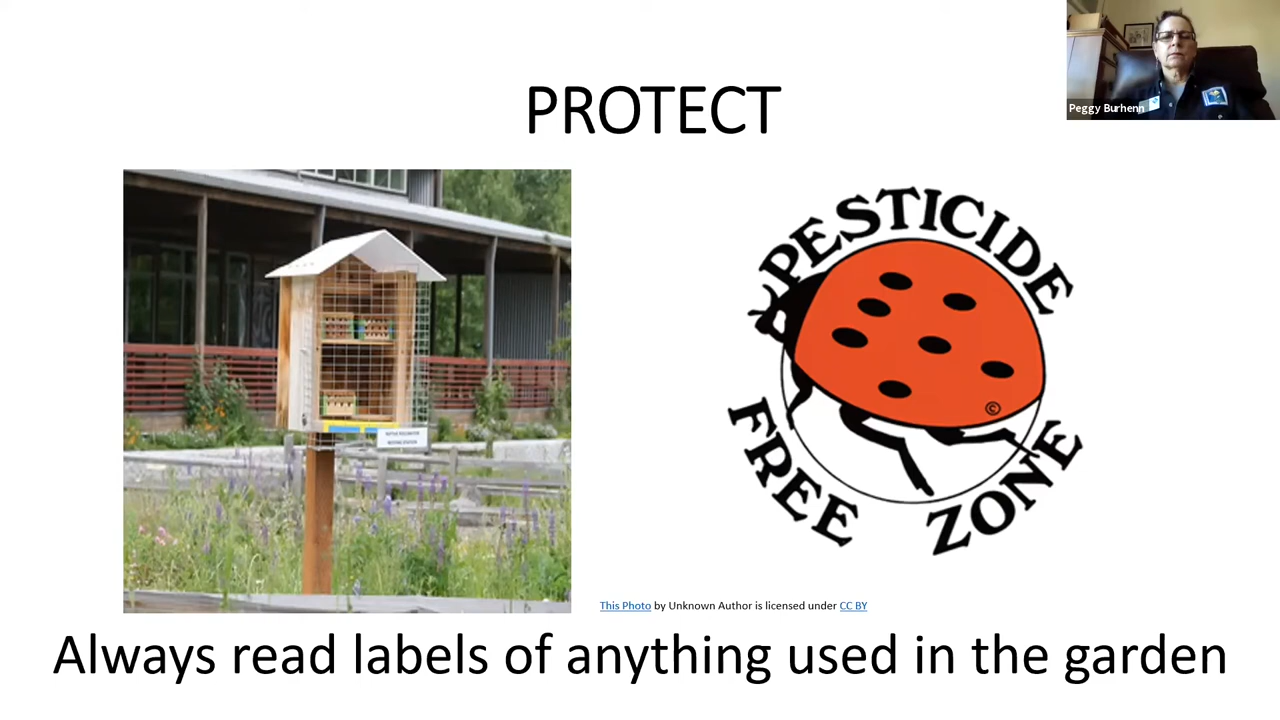 PROTECT
Peggy Burhenn
PESTICIDE
FREE ZONE
©
This Photo by Unknown Author is licensed under CC BY
Always read labels of anything used in the garden